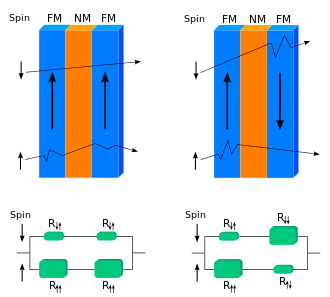 Spin FM NM FM
Spin FM NM FM
Spin R↓↑ R↓↑
R↑↑ R↑↑
Spin R↓↑ R↓↓
R↑↑ R↑↓